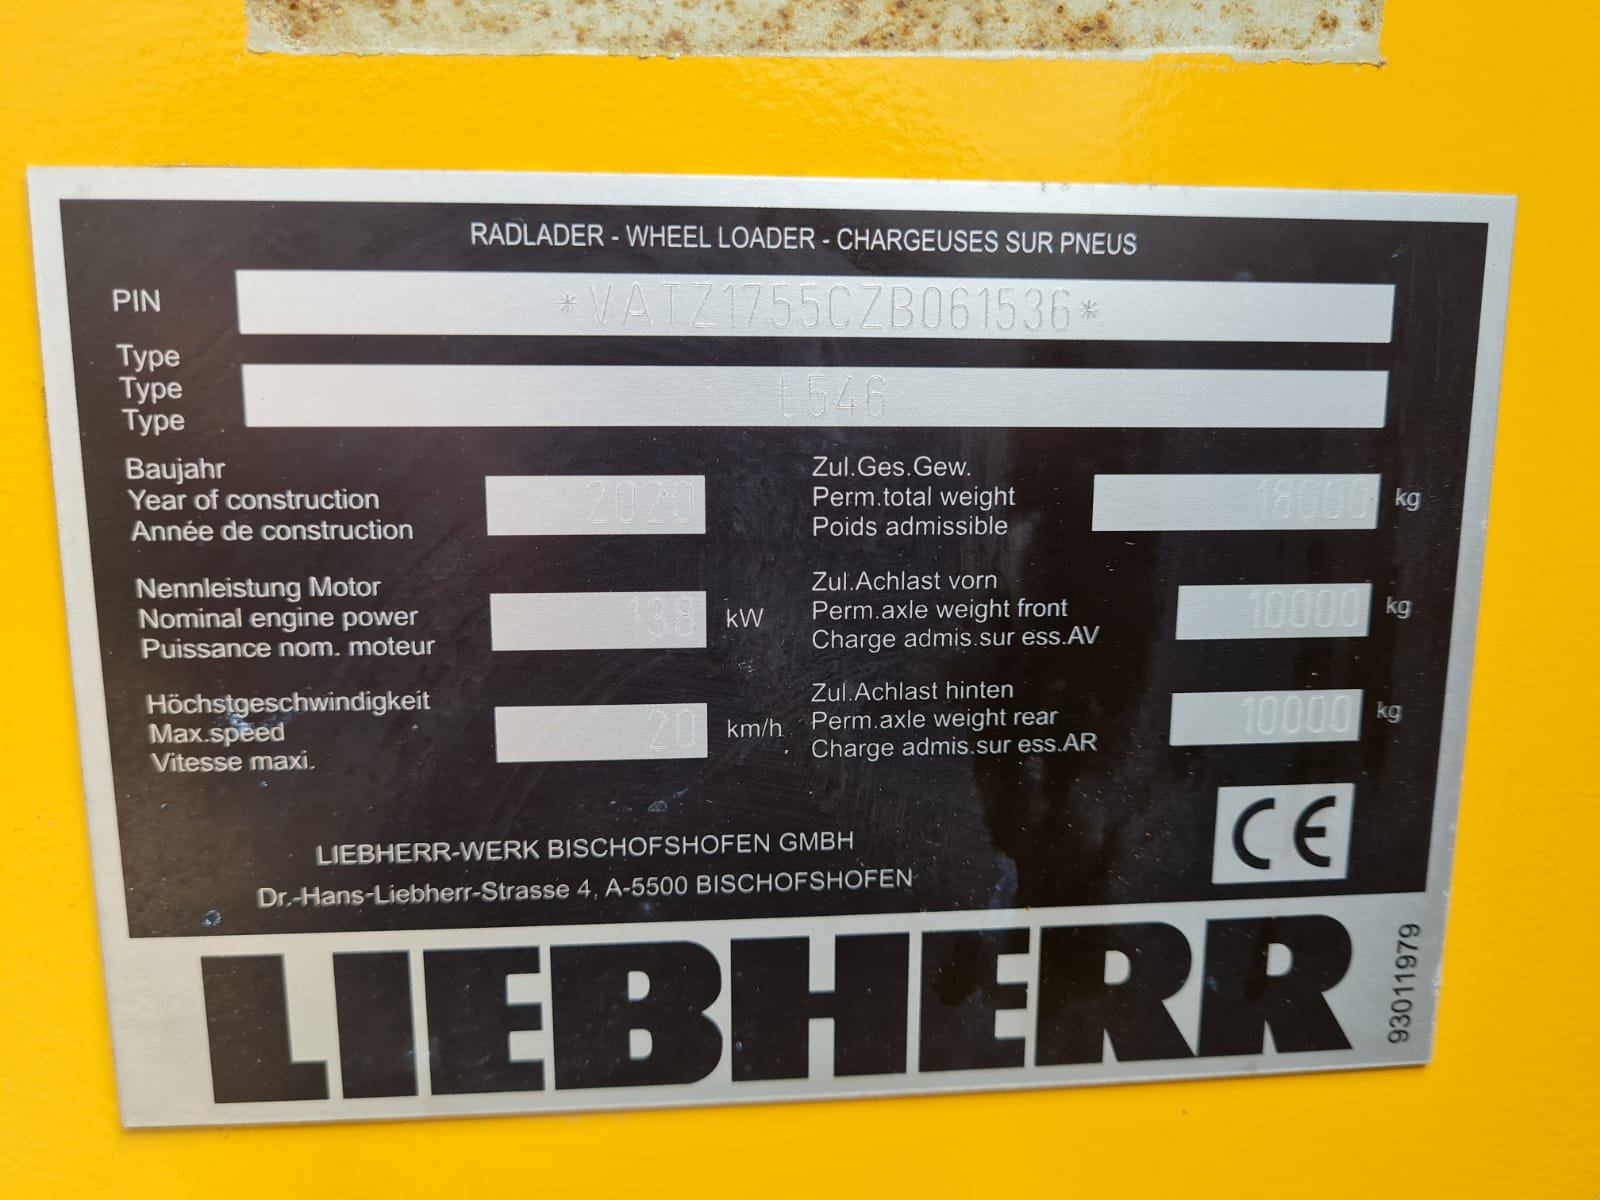 RADLADER - WHEEL LOADER - CHARGEUSES SUR PNEUS
PIN *VATZ1755CZB061536*
Type
Type L546
Type
Baujahr
Year of construction 2020
Année de construction
Zul.Ges.Gew.
Perm.total weight 18000 kg
Poids admissible
Nennleistung Motor
Nominal engine power 138 kW
Puissance nom. moteur
Zul.Achlast vorn
Perm.axle weight front 10000 kg
Charge admis.sur ess.AV
Höchstgeschwindigkeit
Max.speed 20 km/h
Vitesse maxi.
Zul.Achlast hinten
Perm.axle weight rear 10000 kg
Charge admis.sur ess.AR
CE
LIEBHERR-WERK BISCHOFSHOFEN GMBH
Dr.-Hans-Liebherr-Strasse 4, A-5500 BISCHOFSHOFEN
LIEBHERR
93011979